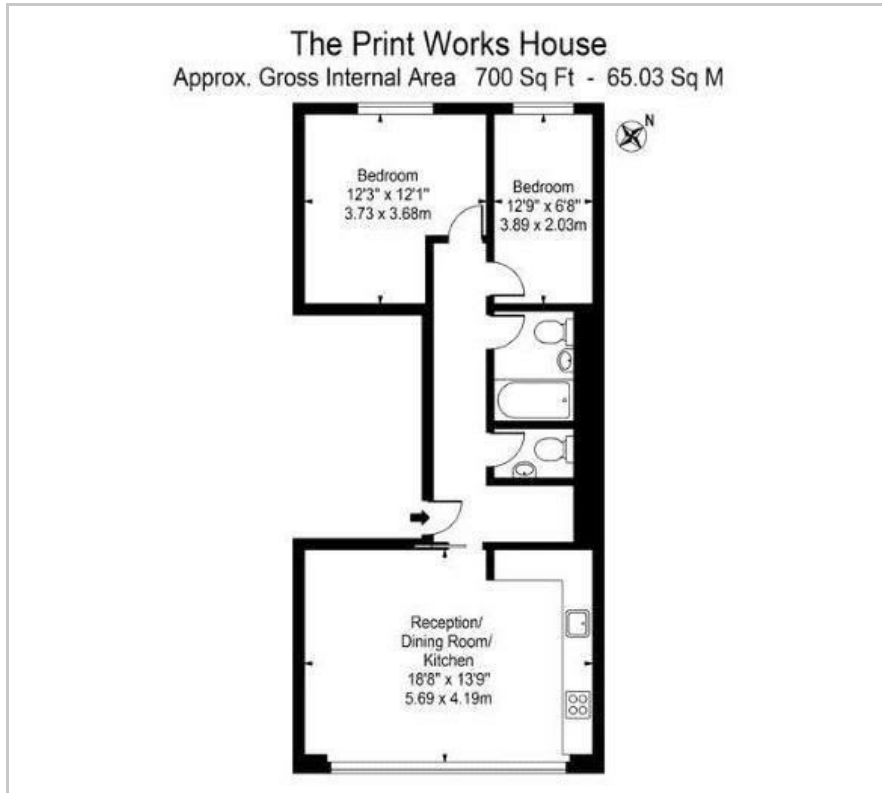 The Print Works House
Approx. Gross Internal Area 700 Sq Ft - 65.03 Sq M
N
Bedroom
12'3" x 12'1"
3.73 x 3.68m
Bedroom
12'9" x 6'8"
3.89 x 2.03m
Reception/
Dining Room/
Kitchen
18'8" x 13'9"
5.69 x 4.19m